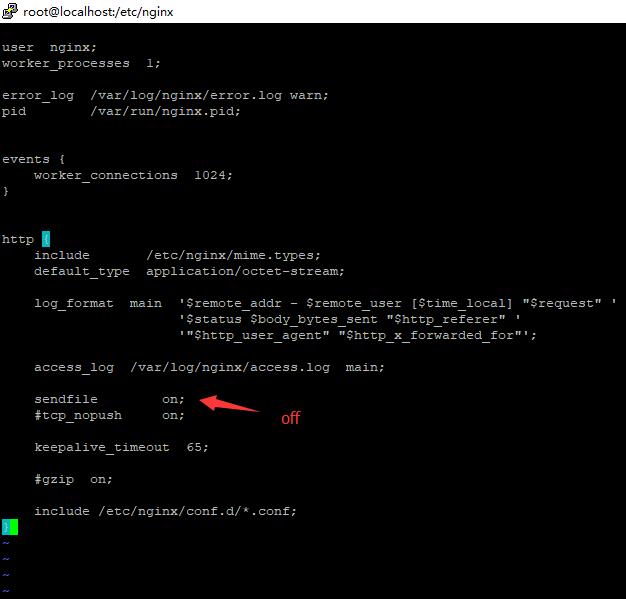 root@localhost:/etc/nginx
user  nginx;
worker_processes  1;
error_log  /var/log/nginx/error.log warn;
pid        /var/run/nginx.pid;
events {
    worker_connections  1024;
}
http {
    include       /etc/nginx/mime.types;
    default_type  application/octet-stream;
    log_format  main  '$remote_addr - $remote_user [$time_local] "$request" '
                      '$status $body_bytes_sent "$http_referer" '
                      '"$http_user_agent" "$http_x_forwarded_for"';
    access_log  /var/log/nginx/access.log  main;
    sendfile        on;
    #tcp_nopush     on;
off
    keepalive_timeout  65;
    #gzip  on;
    include /etc/nginx/conf.d/*.conf;
}
~
~
~
~